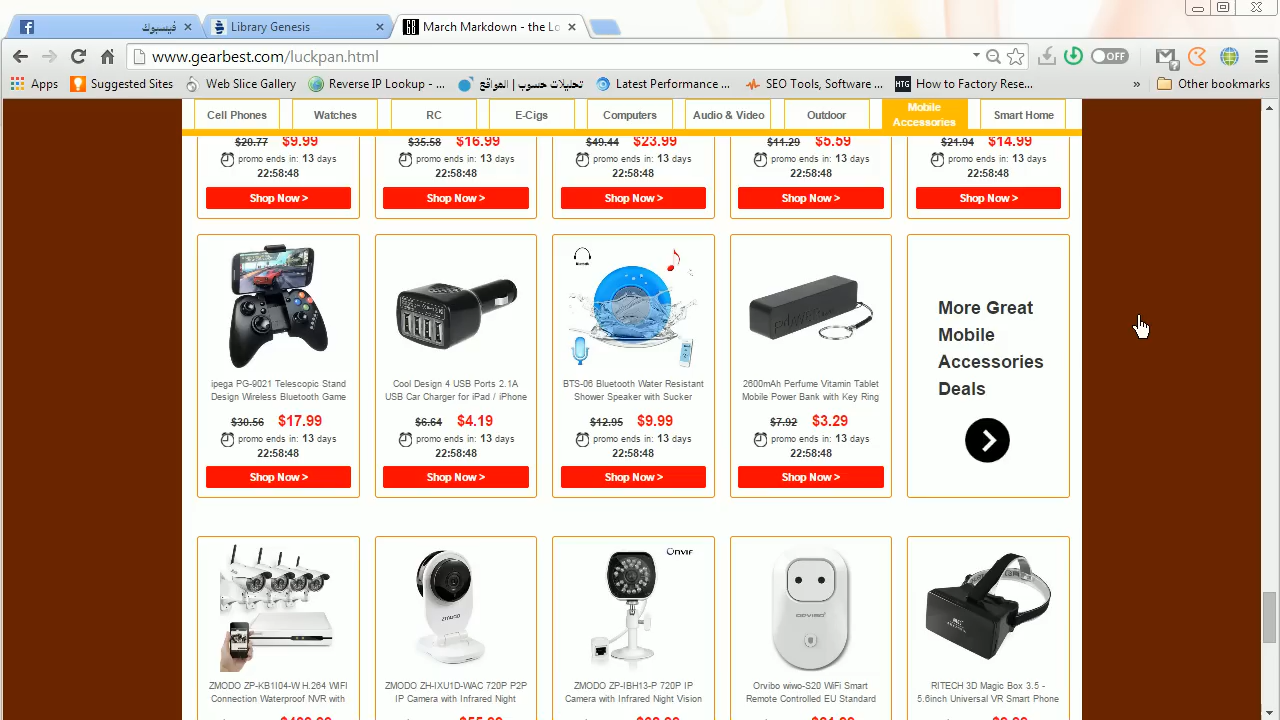 فيسبوك
Library Genesis
GB
March Markdown - the Lo
www.gearbest.com/luckpan.html
OFF
Apps
Suggested Sites
Web Slice Gallery
Reverse IP Lookup - ...
تحليلات حسوب | المواقع
Latest Performance ...
SEO Tools, Software ...
HTG
How to Factory Rese...
»
Other bookmarks
Cell Phones
Watches
RC
E-Cigs
Computers
Audio & Video
Outdoor
Mobile
Accessories
Smart Home
$20.77 $9.99
promo ends in: 13 days
22:58:48
Shop Now >
$35.58 $16.99
promo ends in: 13 days
22:58:48
Shop Now >
$49.44 $23.99
promo ends in: 13 days
22:58:48
Shop Now >
$11.29 $5.59
promo ends in: 13 days
22:58:48
Shop Now >
$21.94 $14.99
promo ends in: 13 days
22:58:48
Shop Now >
ipega PG-9021 Telescopic Stand
Design Wireless Bluetooth Game
$30.56 $17.99
promo ends in: 13 days
22:58:48
Shop Now >
Cool Design 4 USB Ports 2.1A
USB Car Charger for iPad / iPhone
$6.64 $4.19
promo ends in: 13 days
22:58:48
Shop Now >
BTS-06 Bluetooth Water Resistant
Shower Speaker with Sucker
$12.95 $9.99
promo ends in: 13 days
22:58:48
Shop Now >
2600mAh Perfume Vitamin Tablet
Mobile Power Bank with Key Ring
$7.92 $3.29
promo ends in: 13 days
22:58:48
Shop Now >
More Great
Mobile
Accessories
Deals
ZMODO ZP-KB1I04-W H.264 WIFI
Connection Waterproof NVR with
ZMODO
ZMODO ZH-IXU1D-WAC 720P P2P
IP Camera with Infrared Night
Onvif
ZMODO ZP-IBH13-P 720P IP
Camera with Infrared Night Vision
ORVIBO
Orvibo wiwo-S20 WiFi Smart
Remote Controlled EU Standard
RITECH 3D Magic Box 3.5 -
5.6inch Universal VR Smart Phone